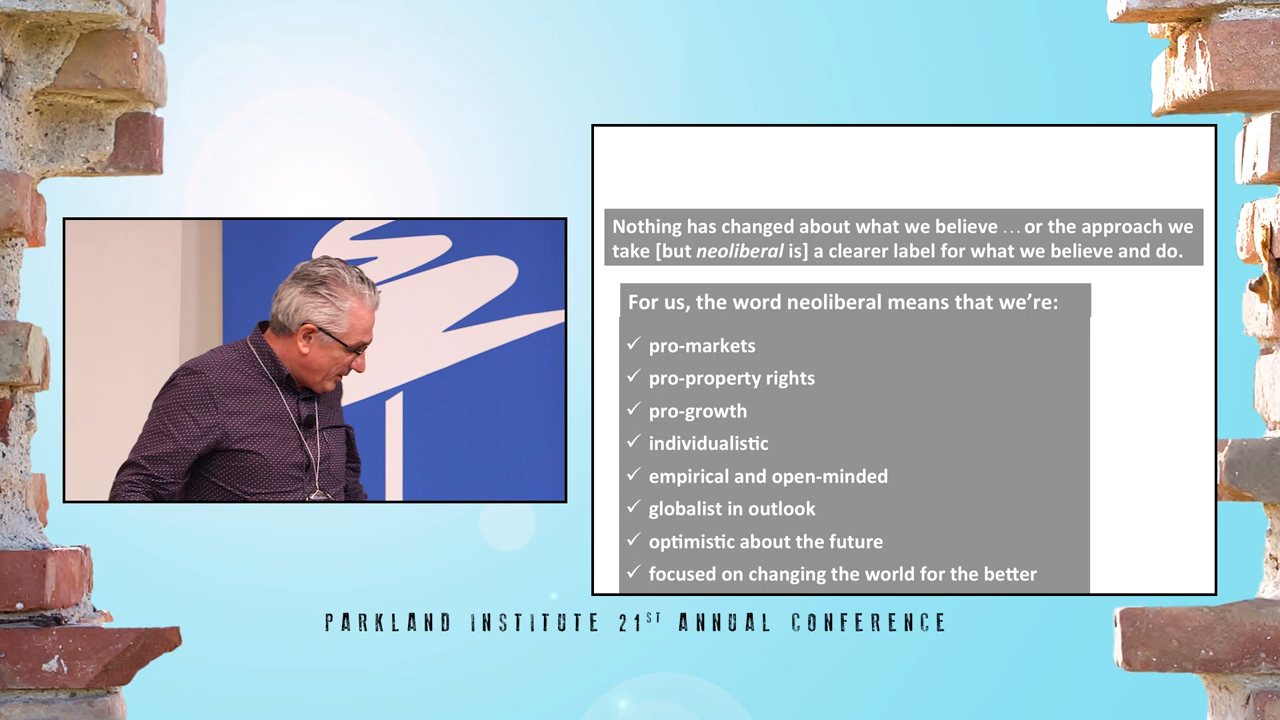 Nothing has changed about what we believe ... or the approach we
take [but neoliberal is] a clearer label for what we believe and do.
For us, the word neoliberal means that we’re:
✓ pro-markets
✓ pro-property rights
✓ pro-growth
✓ individualistic
✓ empirical and open-minded
✓ globalist in outlook
✓ optimistic about the future
✓ focused on changing the world for the better
PARKLAND INSTITUTE 21ST ANNUAL CONFERENCE